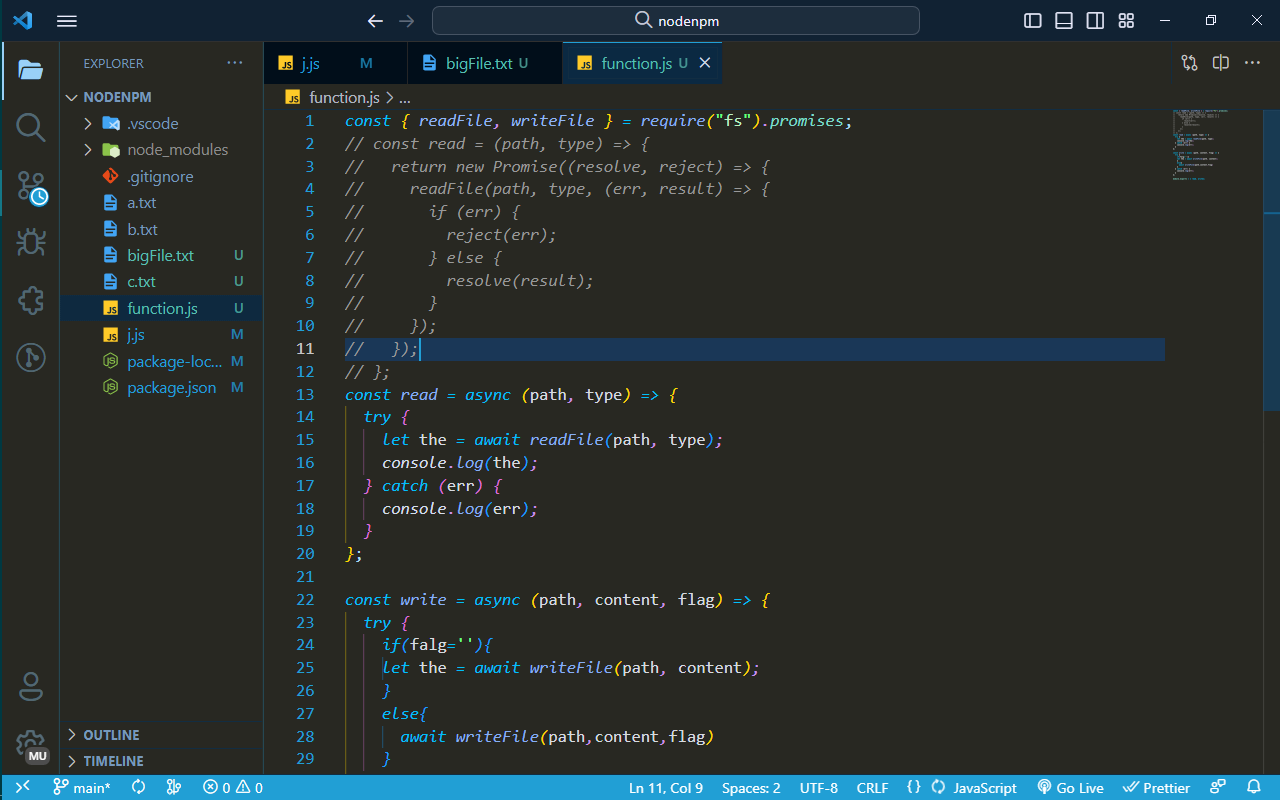 nodenpm
EXPLORER
NODENPM
.vscode
node_modules
.gitignore
a.txt
b.txt
bigFile.txt U
c.txt U
function.js U
j.js M
package-loc... M
package.json M
OUTLINE
TIMELINE
MU
JS j.js M
bigFile.txt U
JS function.js U
JS function.js > ...
1 const { readFile, writeFile } = require("fs").promises;
2 // const read = (path, type) => {
3 //   return new Promise((resolve, reject) => {
4 //     readFile(path, type, (err, result) => {
5 //       if (err) {
6 //         reject(err);
7 //       } else {
8 //         resolve(result);
9 //       }
10 //     });
11 //   });
12 // };
13 const read = async (path, type) => {
14   try {
15     let the = await readFile(path, type);
16     console.log(the);
17   } catch (err) {
18     console.log(err);
19   }
20 };
21
22 const write = async (path, content, flag) => {
23   try {
24     if(falg=''){
25     let the = await writeFile(path, content);
26     }
27     else{
28       await writeFile(path,content,flag)
29     }
main* 0 0 Ln 11, Col 9 Spaces: 2 UTF-8 CRLF { } JavaScript Go Live Prettier